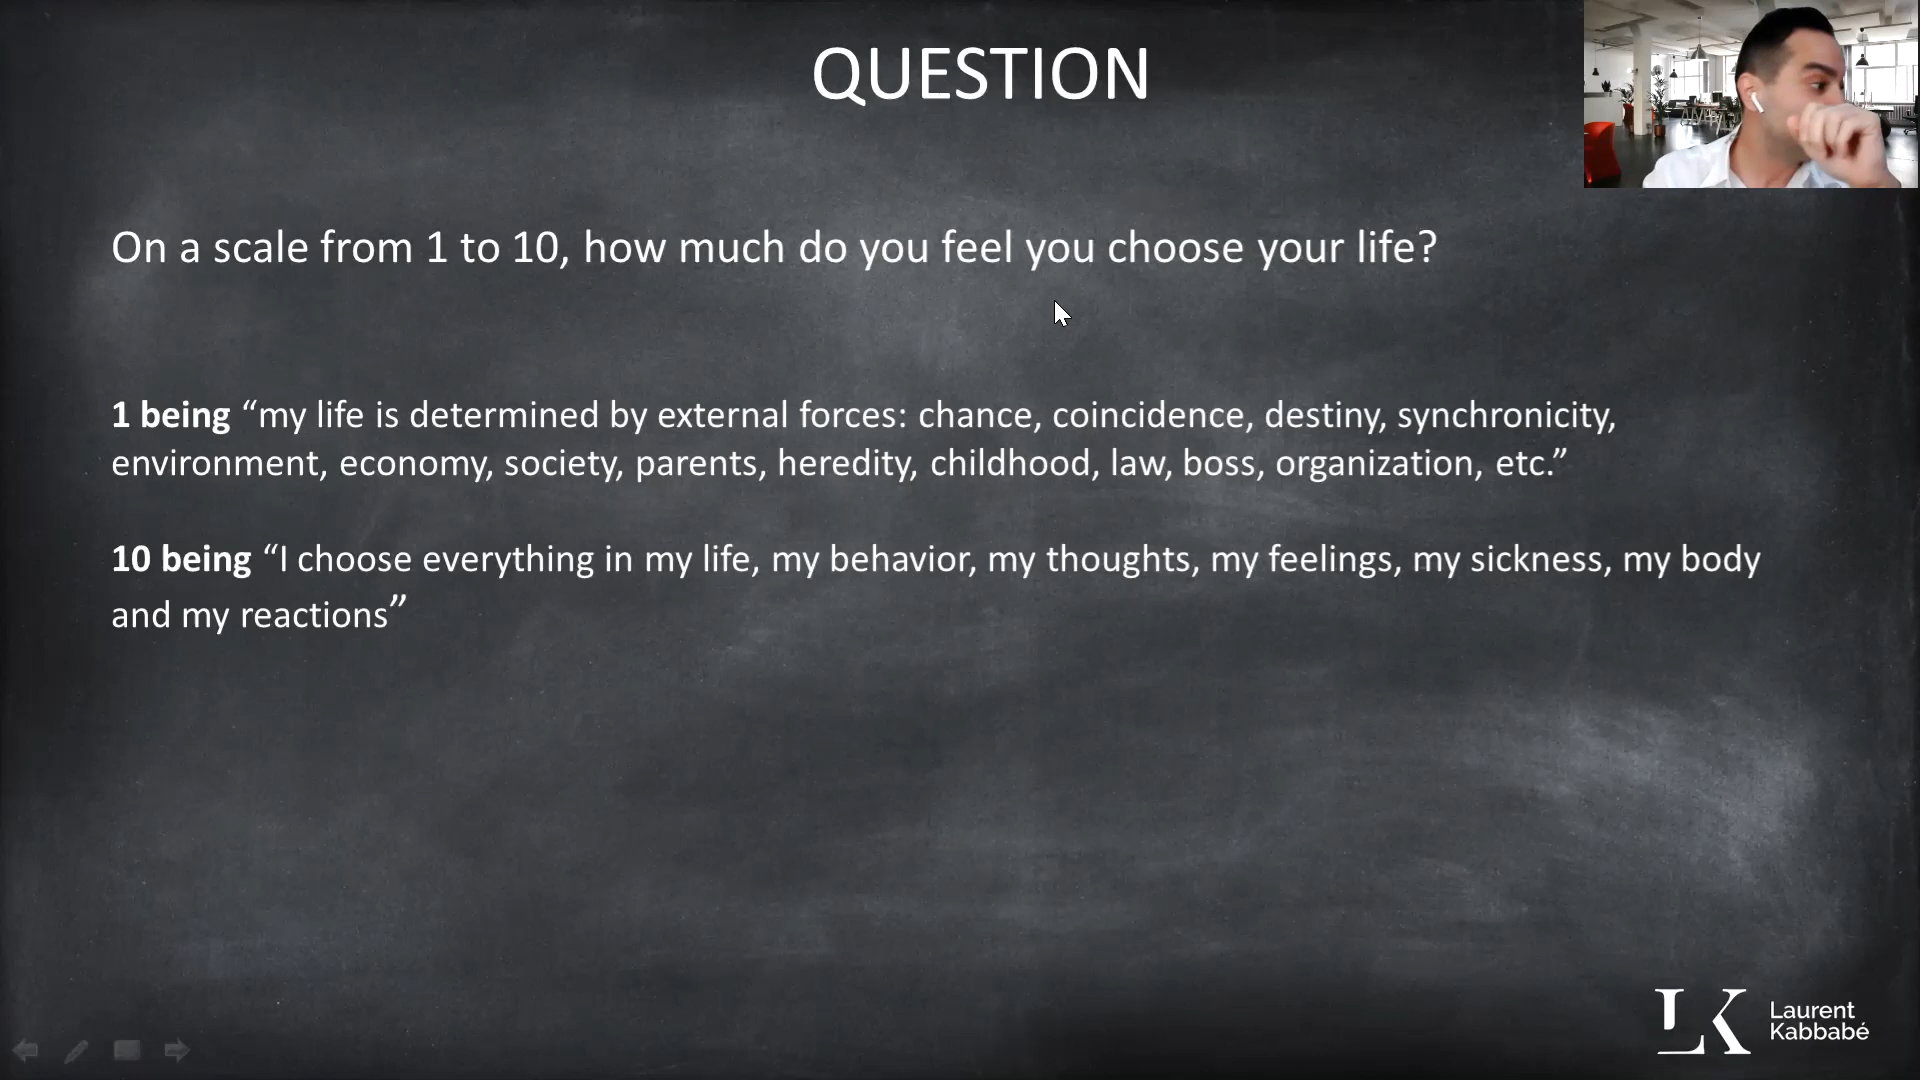 QUESTION
On a scale from 1 to 10, how much do you feel you choose your life?
1 being “my life is determined by external forces: chance, coincidence, destiny, synchronicity,
environment, economy, society, parents, heredity, childhood, law, boss, organization, etc.”
10 being “I choose everything in my life, my behavior, my thoughts, my feelings, my sickness, my body
and my reactions”
LK
Laurent
Kabbabé